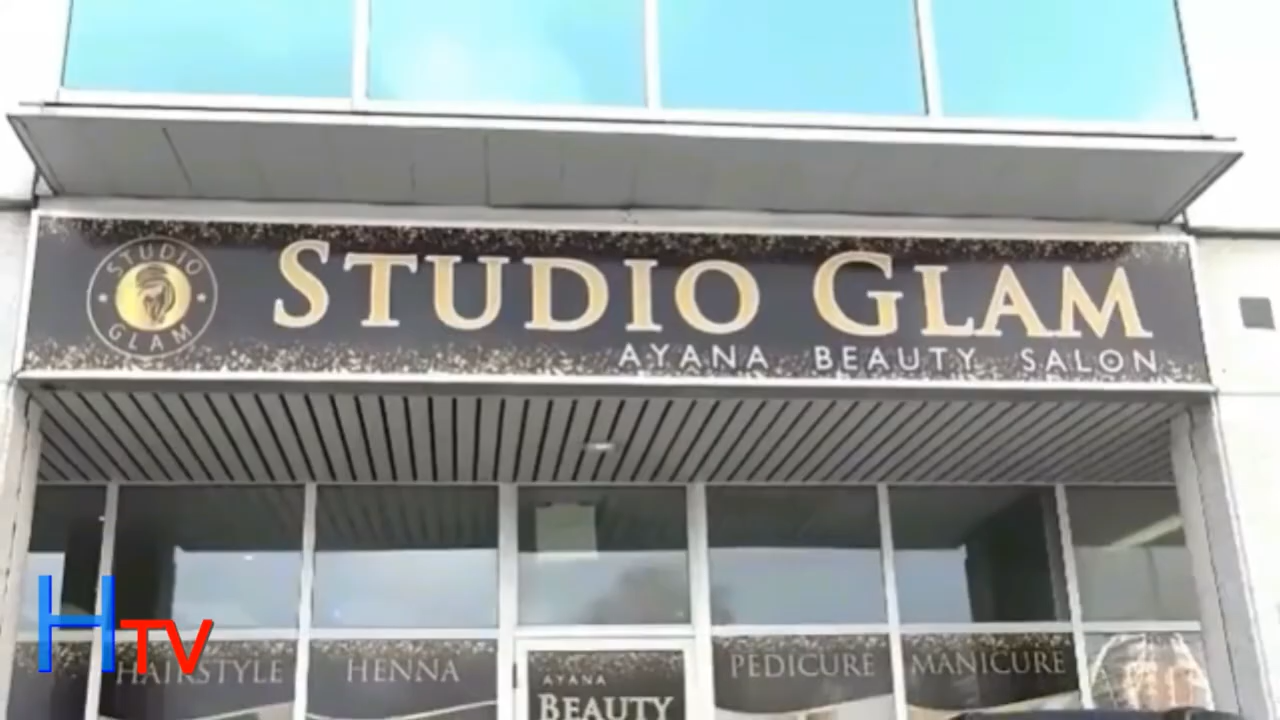 STUDIO
GLAM
STUDIO GLAM
AYANA BEAUTY SALON
HAIRSTYLE
HENNA
AYANA
BEAUTY
PEDICURE
MANICURE
HTV